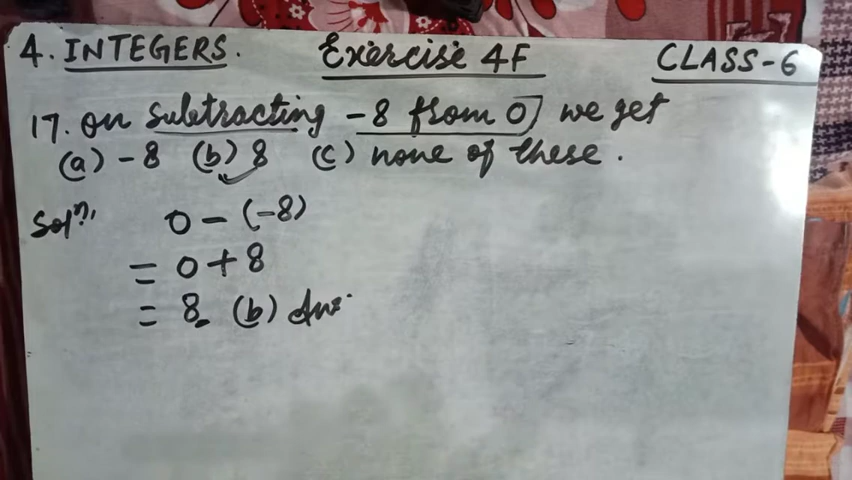 4. INTEGERS. Exercise 4F CLASS-6
17. On subtracting -8 from 0, we get
(a) -8 (b) 8 (c) none of these.
Solⁿ, 0 - (-8)
= 0 + 8
= 8. (b) Ans.